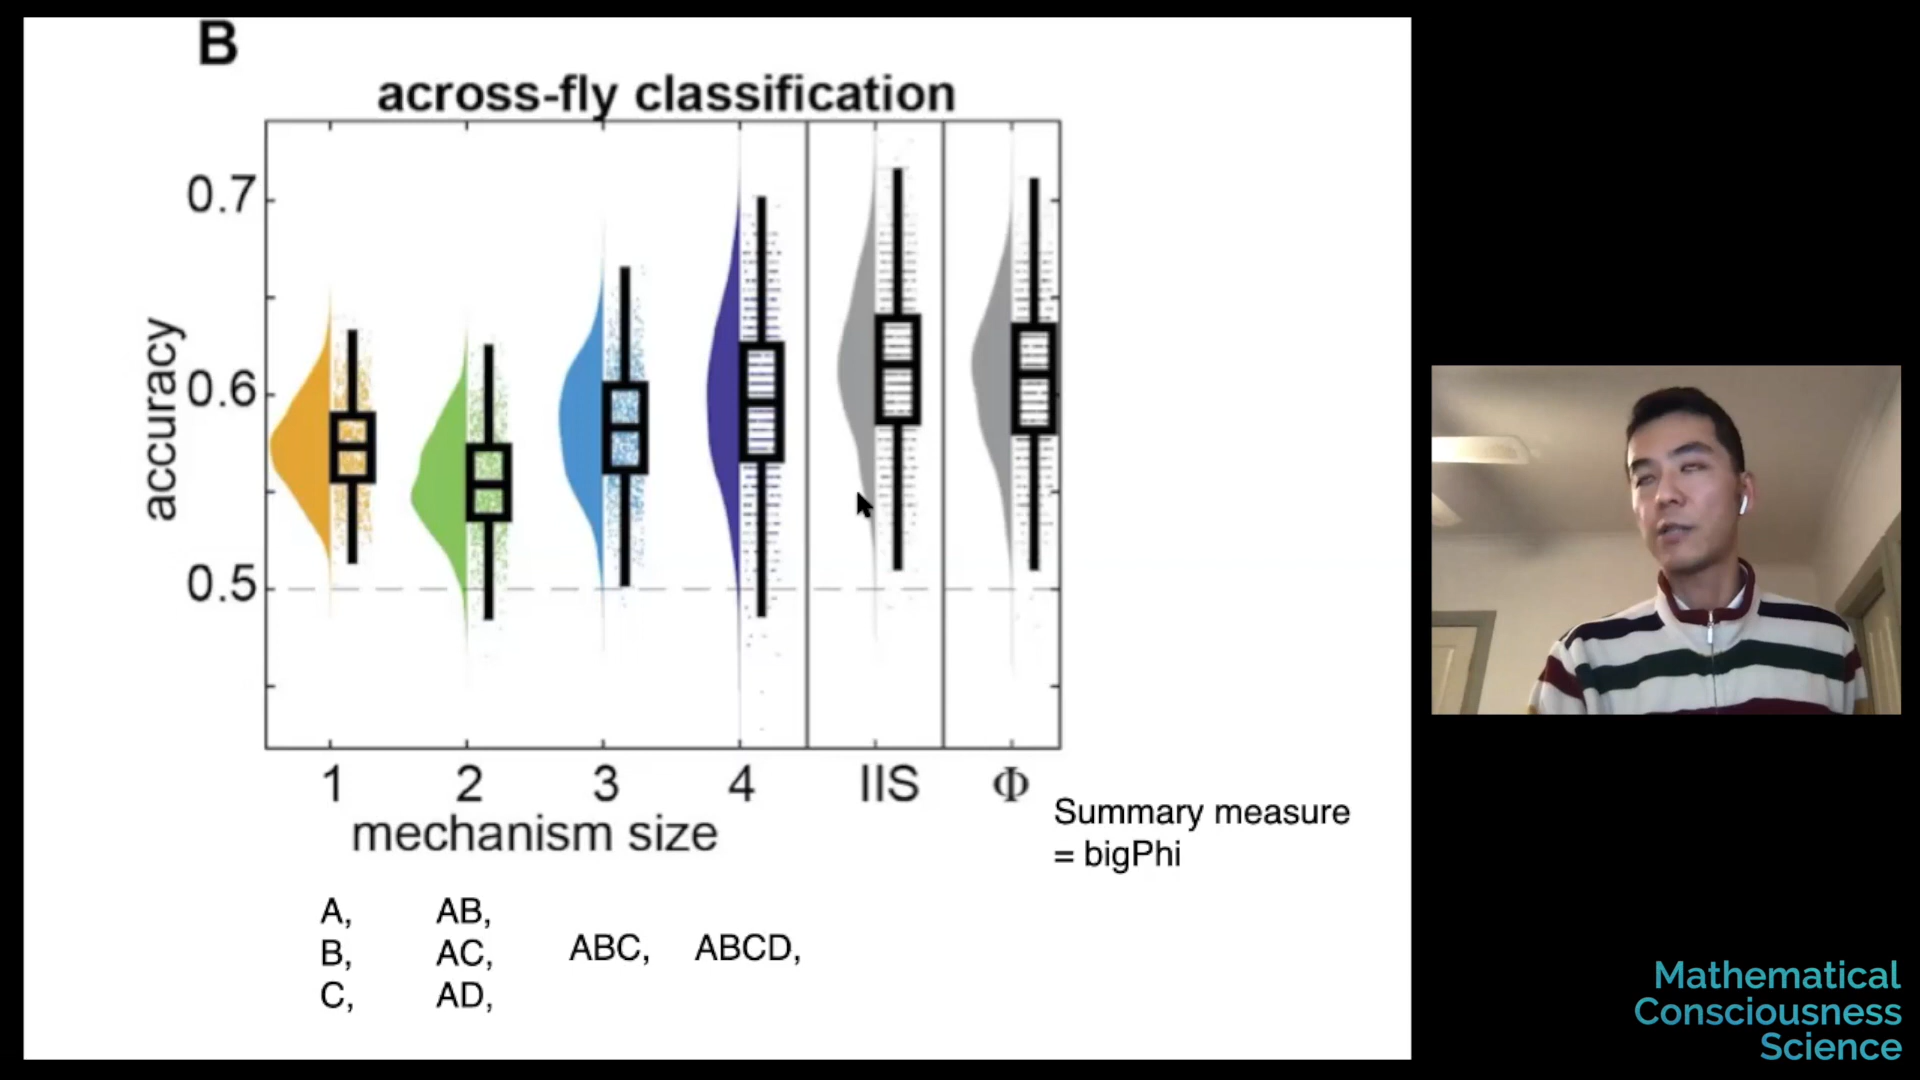 B
across-fly classification
0.7
0.6
0.5
accuracy
1 2 3 4 IIS Φ
mechanism size
Summary measure
= bigPhi
A, AB,
B, AC, ABC, ABCD,
C, AD,
Mathematical
Consciousness
Science